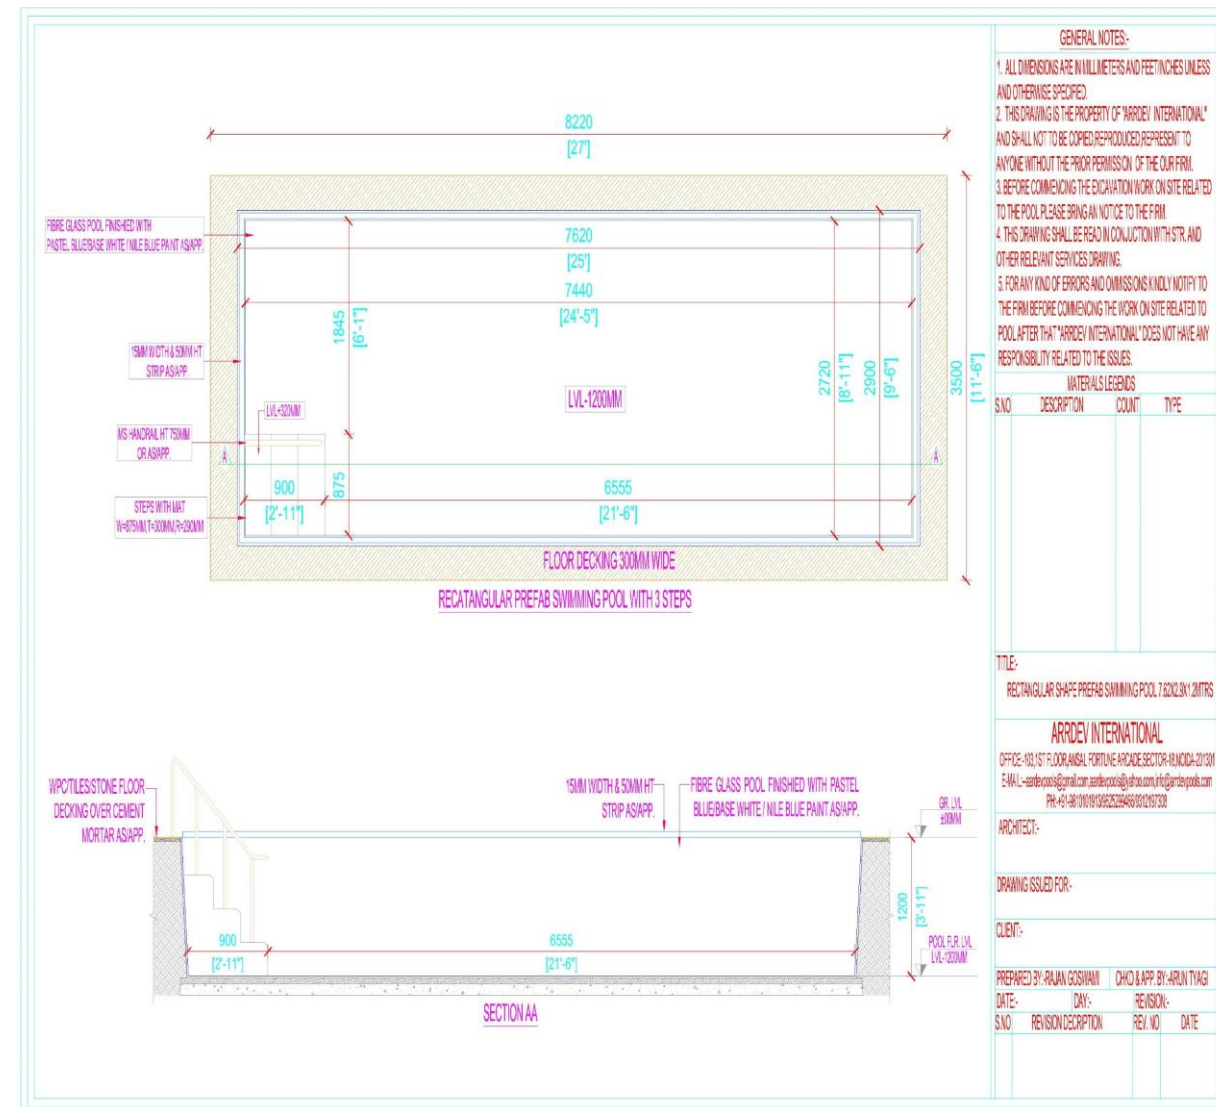 8220
[27']
FIBRE GLASS POOL FINISHIED WITH
PASTEL BLUE/BASE WHITE / NILE BLUE PAINT AS/APP.
7620
[25']
7440
[24'-5"]
1845
[6'-1"]
15MM WIDTH & 50MM HT
STRIP AS/APP
2720
[8'-11"]
2900
[9'-6"]
3500
[11'-6"]
LVL-1200MM
LVL+320MM
MS HANDRAIL HT 750MM
OR AS/APP.
A
A
900
[2'-11"]
875
6555
[21'-6"]
STEPS WITH MAT
W=875MM,T=300MM,R=290MM
FLOOR DECKING 300MM WIDE
RECATANGULAR PREFAB SWIMMING POOL WITH 3 STEPS
WPC/TILES/STONE FLOOR
DECKING OVER CEMENT
MORTAR AS/APP.
15MM WIDTH & 50MM HT
STRIP AS/APP.
FIBRE GLASS POOL FINISHED WITH PASTEL
BLUE/BASE WHITE / NILE BLUE PAINT AS/APP.
GR. LVL
±00MM
1200
[3'-11"]
900
[2'-11"]
6555
[21'-6"]
POOL FLR. LVL
LVL-1200MM
SECTION AA
GENERAL NOTES:-
1. ALL DIMENSIONS ARE IN MILLIMETERS AND FEET/INCHES UNLESS
AND OTHERWISE SPECIFIED.
2. THIS DRAWING IS THE PROPERTY OF "ARRDEV INTERNATIONAL"
AND SHALL NOT TO BE COPIED,REPRODUCED,REPRESENT TO
ANYONE WITHOUT THE PRIOR PERMISSION OF THE OUR FIRM.
3. BEFORE COMMENCING THE EXCAVATION WORK ON SITE RELATED
TO THE POOL PLEASE BRING AN NOTICE TO THE FIRM
4. THIS DRAWING SHALL BE READ IN CONJUCTION WITH STR. AND
OTHER RELEVANT SERVICES DRAWING.
5. FOR ANY KIND OF ERRORS AND OMMISSIONS KINDLY NOTIFY TO
THE FIRM BEFORE COMMENCING THE WORK ON SITE RELATED TO
POOL AFTER THAT "ARRDEV INTERNATIONAL" DOES NOT HAVE ANY
RESPONSIBILITY RELATED TO THE ISSUES.
MATERIALS LEGENDS
S.NO DESCRIPTION COUNT TYPE
TITLE:-
RECTANGULAR SHAPE PREFAB SWIMMING POOL 7.62X2.9X1.2MTRS
ARRDEV INTERNATIONAL
OFFICE:-103,1ST FLOOR,ANSAL FORTUNE ARCADE,SECTOR-18,NOIDA-201301
E-MAIL:-
ARCHITECT:-
DRAWING ISSUED FOR:-
CLIENT:-
PREPARED BY:-RAJAN GOSWAMI CHKD & APP. BY:-ARUN TYAGI
DATE:- DAY:- REVISION:-
S.NO REVISION DECRIPTION REV. NO DATE